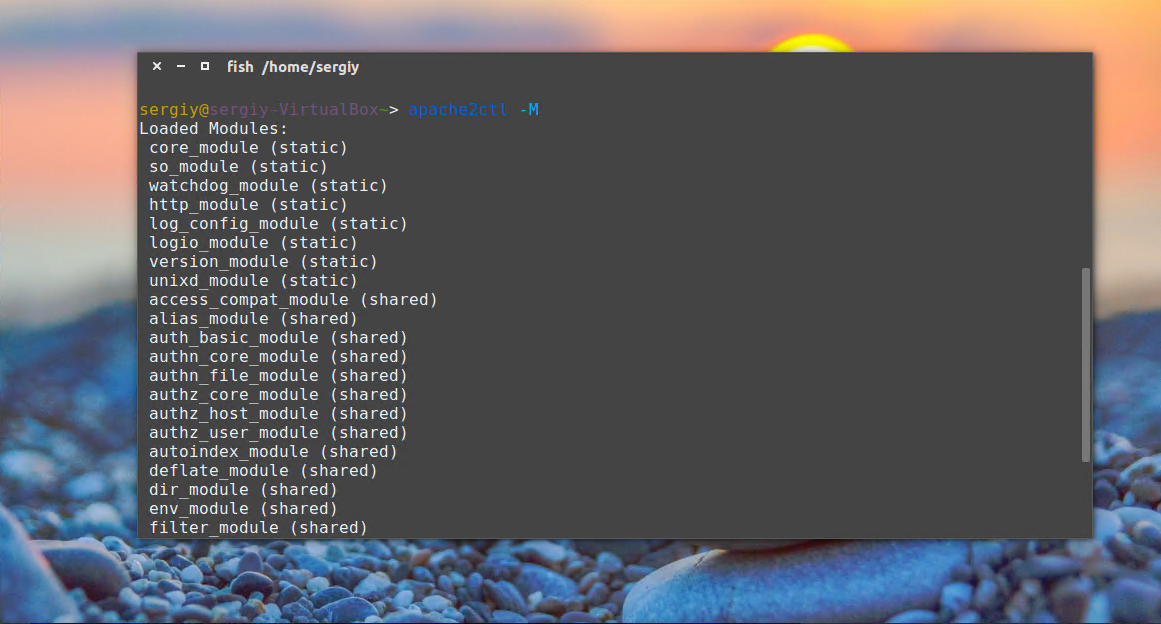 fish /home/sergiy
sergiy@sergiy-VirtualBox~> apache2ctl -M
Loaded Modules:
core_module (static)
so_module (static)
watchdog_module (static)
http_module (static)
log_config_module (static)
logio_module (static)
version_module (static)
unixd_module (static)
access_compat_module (shared)
alias_module (shared)
auth_basic_module (shared)
authn_core_module (shared)
authn_file_module (shared)
authz_core_module (shared)
authz_host_module (shared)
authz_user_module (shared)
autoindex_module (shared)
deflate_module (shared)
dir_module (shared)
env_module (shared)
filter_module (shared)